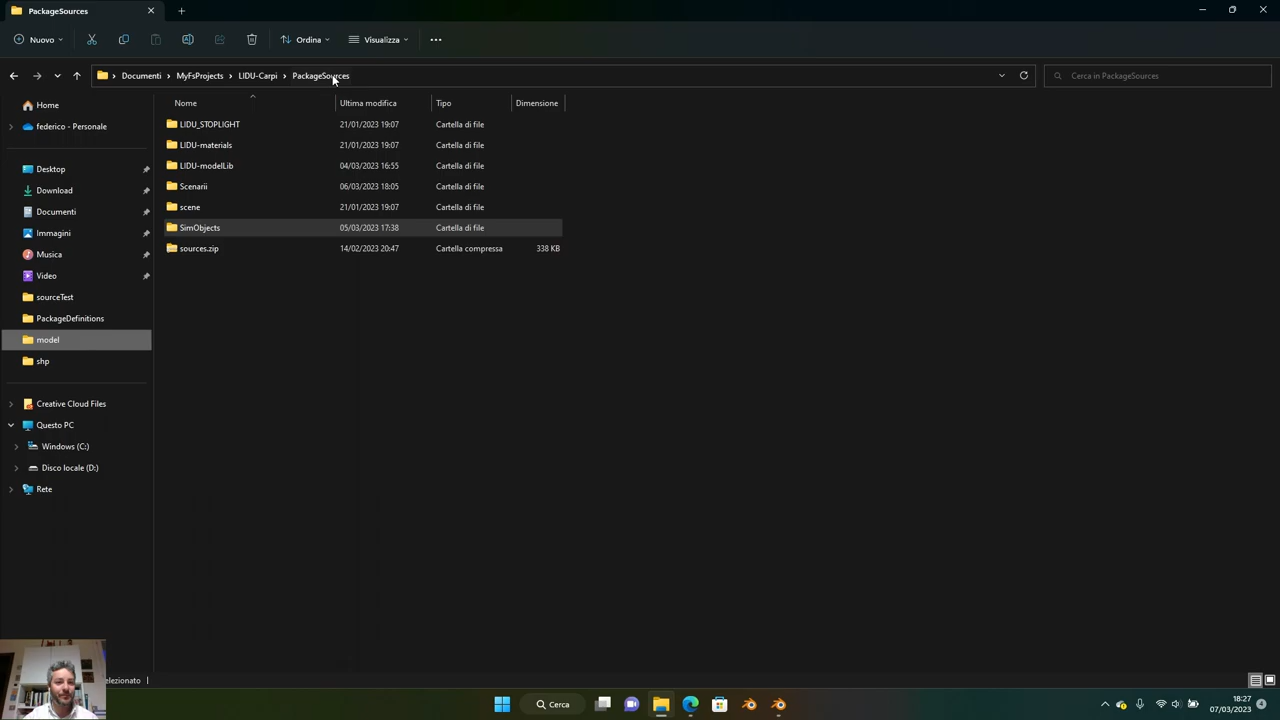 PackageSources
Nuovo
Ordina
Visualizza
Documenti > MyFsProjects > LIDU-Carpi > PackageSources
Cerca in PackageSources
Nome Ultima modifica Tipo Dimensione
LIDU_STOPLIGHT 21/01/2023 19:07 Cartella di file
LIDU-materials 21/01/2023 19:07 Cartella di file
LIDU-modelLib 04/03/2023 16:55 Cartella di file
Scenarii 06/03/2023 18:05 Cartella di file
scene 21/01/2023 19:07 Cartella di file
SimObjects 05/03/2023 17:38 Cartella di file
sources.zip 14/02/2023 20:47 Cartella compressa 338 KB
Home
federico - Personale
Desktop
Download
Documenti
Immagini
Musica
Video
sourceTest
PackageDefinitions
model
shp
Creative Cloud Files
Questo PC
Windows (C:)
Disco locale (D:)
Rete
elezionato
Cerca
18:27
07/03/2023